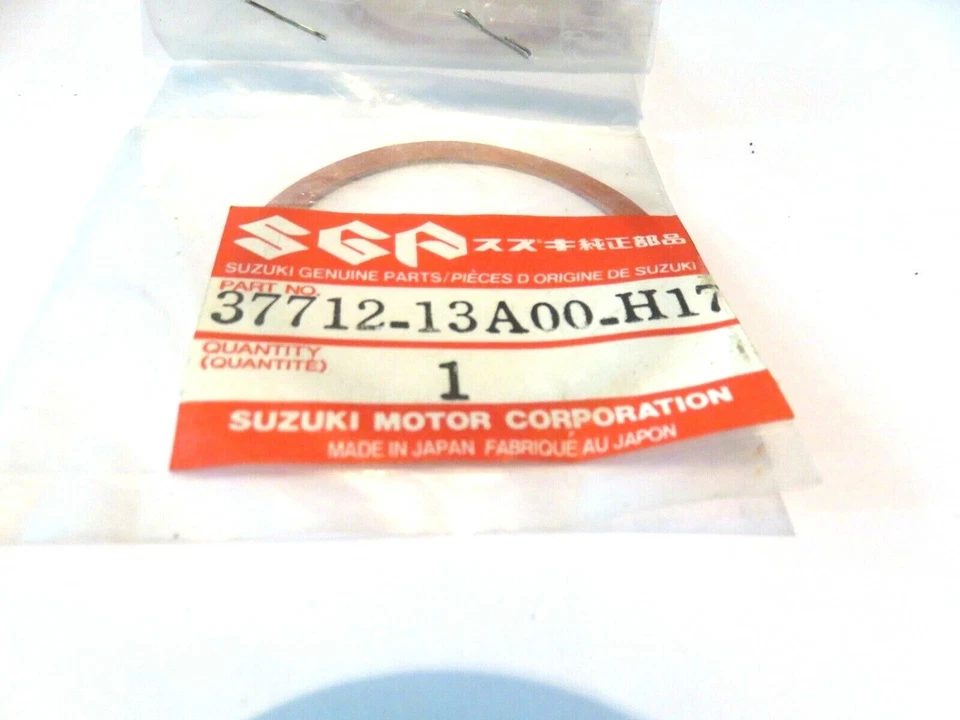 SGP スズキ純正部品
SUZUKI GENUINE PARTS/PIÈCES D'ORIGINE DE SUZUKI
PART NO.
37712-13A00-H17
QUANTITY
(QUANTITÉ)
1
SUZUKI MOTOR CORPORATION
MADE IN JAPAN FABRIQUÉ AU JAPON